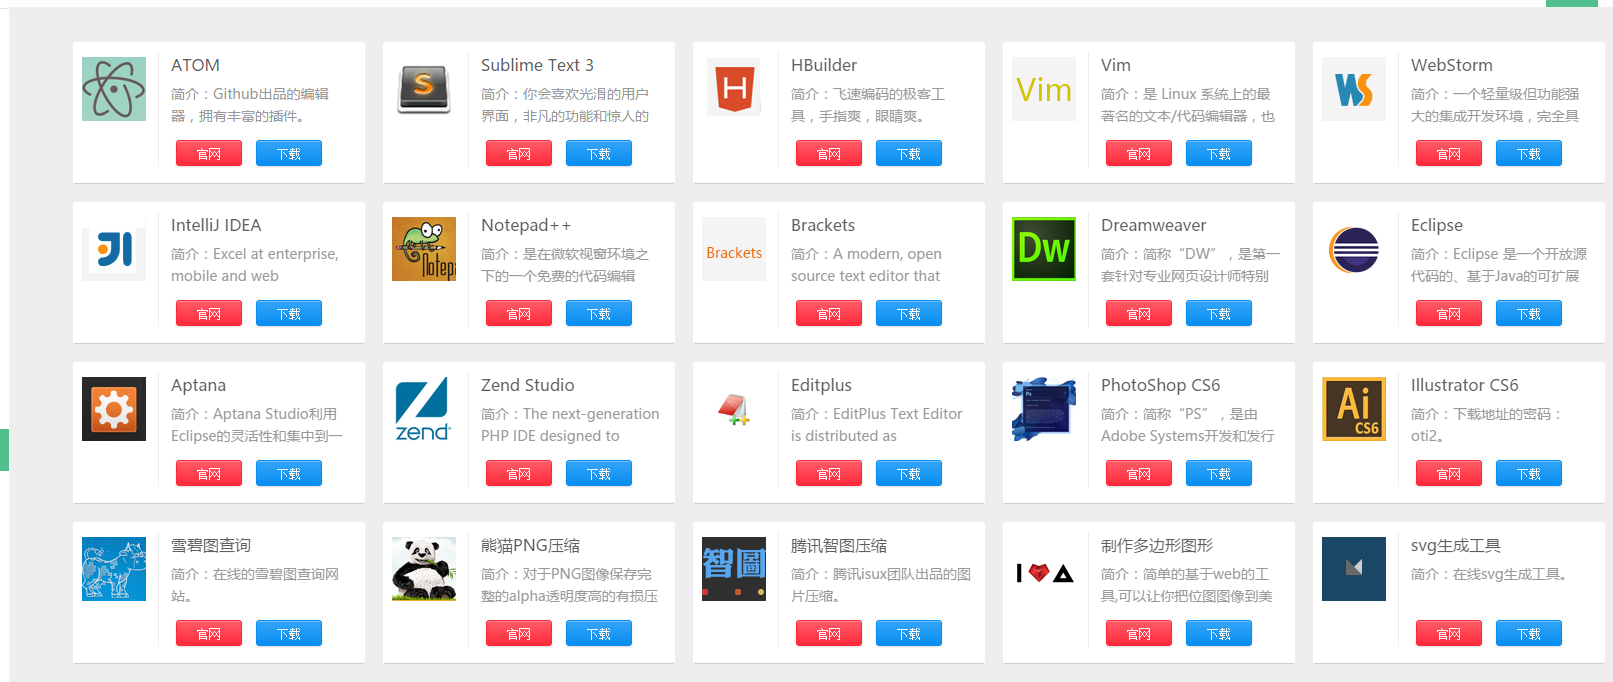 ATOM
简介：Github出品的编辑
器，拥有丰富的插件。
官网 下载
S
Sublime Text 3
简介：你会喜欢光滑的用户
界面，非凡的功能和惊人的
官网 下载
H
HBuilder
简介：飞速编码的极客工
具，手指爽，眼睛爽。
官网 下载
Vim
Vim
简介：是 Linux 系统上的最
著名的文本/代码编辑器，也
官网 下载
WS
WebStorm
简介：一个轻量级但功能强
大的集成开发环境，完全具
官网 下载
IntelliJ IDEA
简介：Excel at enterprise,
mobile and web
官网 下载
Notepa
Notepad++
简介：是在微软视窗环境之
下的一个免费的代码编辑
官网 下载
Brackets
Brackets
简介：A modern, open
source text editor that
官网 下载
Dw
Dreamweaver
简介：简称“DW”，是第一
套针对专业网页设计师特别
官网 下载
Eclipse
简介：Eclipse 是一个开放源
代码的、基于Java的可扩展
官网 下载
Aptana
简介：Aptana Studio利用
Eclipse的灵活性和集中到一
官网 下载
zend
Zend Studio
简介：The next-generation
PHP IDE designed to
官网 下载
Editplus
简介：EditPlus Text Editor
is distributed as
官网 下载
Ps
PhotoShop CS6
简介：简称“PS”，是由
Adobe Systems开发和发行
官网 下载
Ai
CS6
Illustrator CS6
简介：下载地址的密码：
oti2。
官网 下载
雪碧图查询
简介：在线的雪碧图查询网
站。
官网 下载
熊猫PNG压缩
简介：对于PNG图像保存完
整的alpha透明度高的有损压
官网 下载
智圖
腾讯智图压缩
简介：腾讯isux团队出品的图
片压缩。
官网 下载
I
制作多边形图形
简介：简单的基于web的工
具,可以让你把位图图像到美
官网 下载
svg生成工具
简介：在线svg生成工具。
官网 下载